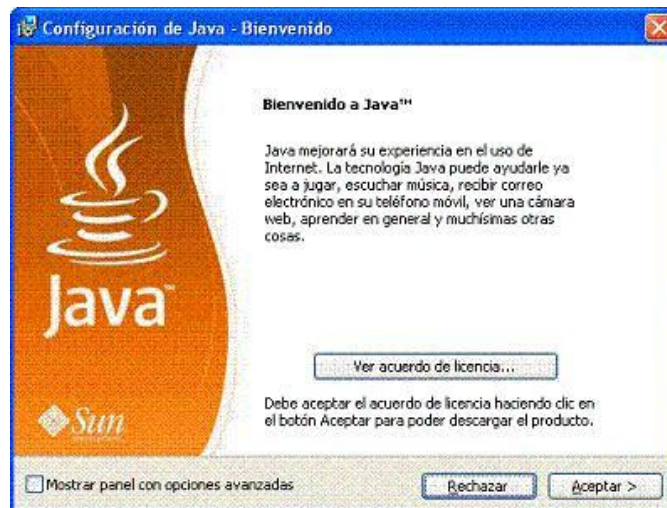 Configuración de Java - Bienvenido
Bienvenido a Java™
Java mejorará su experiencia en el uso de
Internet. La tecnología Java puede ayudarle ya
sea a jugar, escuchar música, recibir correo
electrónico en su teléfono móvil, ver una cámara
web, aprender en general y muchísimas otras
cosas.
Java™
Ver acuerdo de licencia...
Debe aceptar el acuerdo de licencia haciendo clic en
el botón Aceptar para poder descargar el producto.
Sun
Mostrar panel con opciones avanzadas
Rechazar
Aceptar >